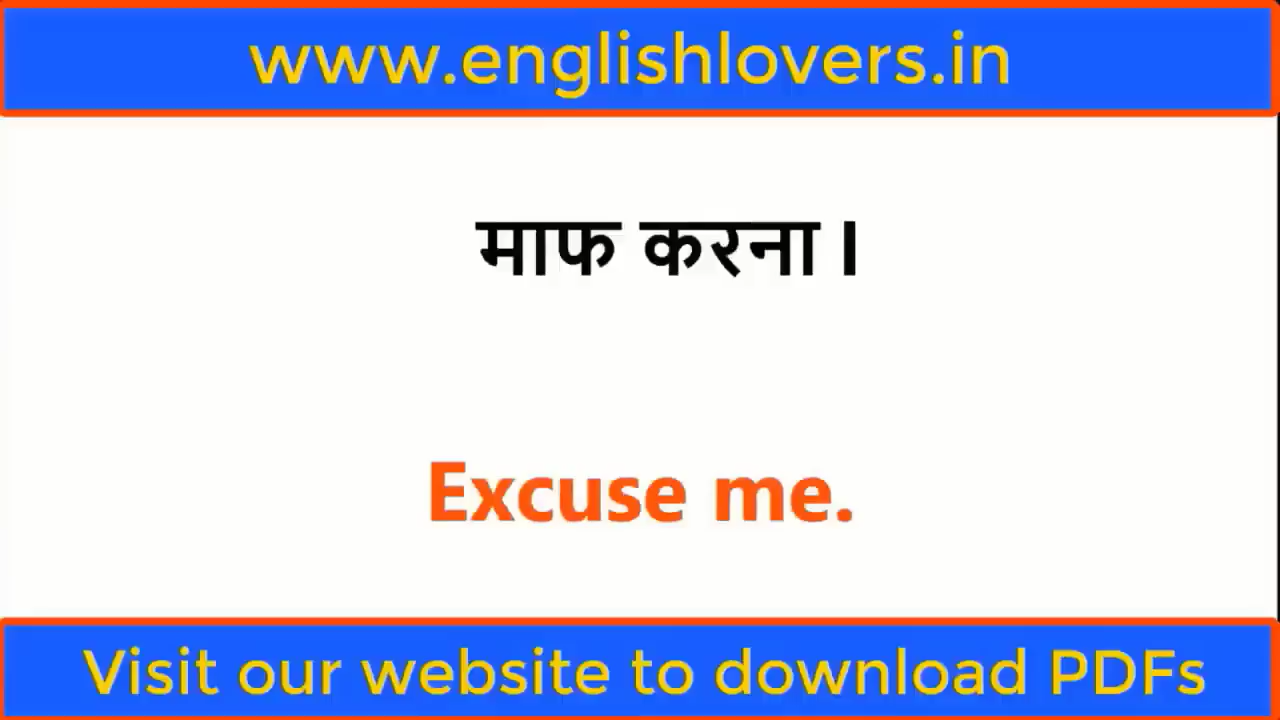 www.englishlovers.in
माफ करना।
Excuse me.
Visit our website to download PDFs